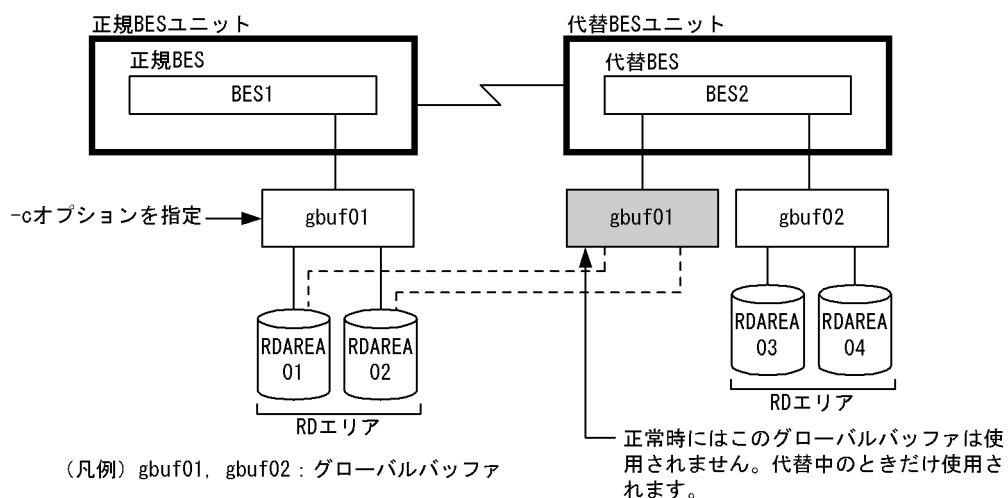 正規BESユニット
代替BESユニット
正規BES
代替BES
BES1
BES2
-cオプションを指定
gbuf01
gbuf01
gbuf02
RDAREA
01
RDAREA
02
RDAREA
03
RDAREA
04
RDエリア
RDエリア
正常時にはこのグローバルバッファは使
用されません。代替中のときだけ使用さ
れます。
(凡例) gbuf01, gbuf02：グローバルバッファ